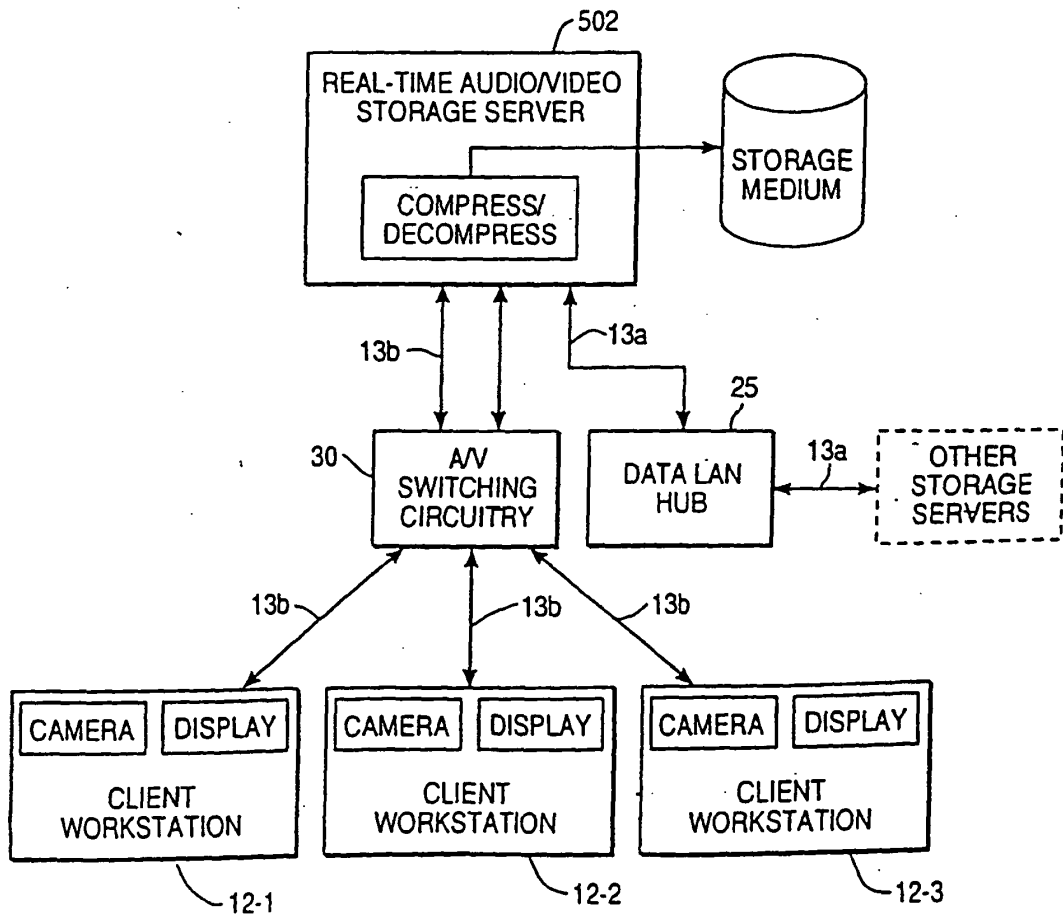 502
REAL-TIME AUDIO/VIDEO
STORAGE SERVER
COMPRESS/
DECOMPRESS
STORAGE
MEDIUM
13b
13a
25
30
A/V
SWITCHING
CIRCUITRY
DATA LAN
HUB
13a
OTHER
STORAGE
SERVERS
13b
13b
13b
CAMERA
DISPLAY
CLIENT
WORKSTATION
CAMERA
DISPLAY
CLIENT
WORKSTATION
CAMERA
DISPLAY
CLIENT
WORKSTATION
12-1
12-2
12-3